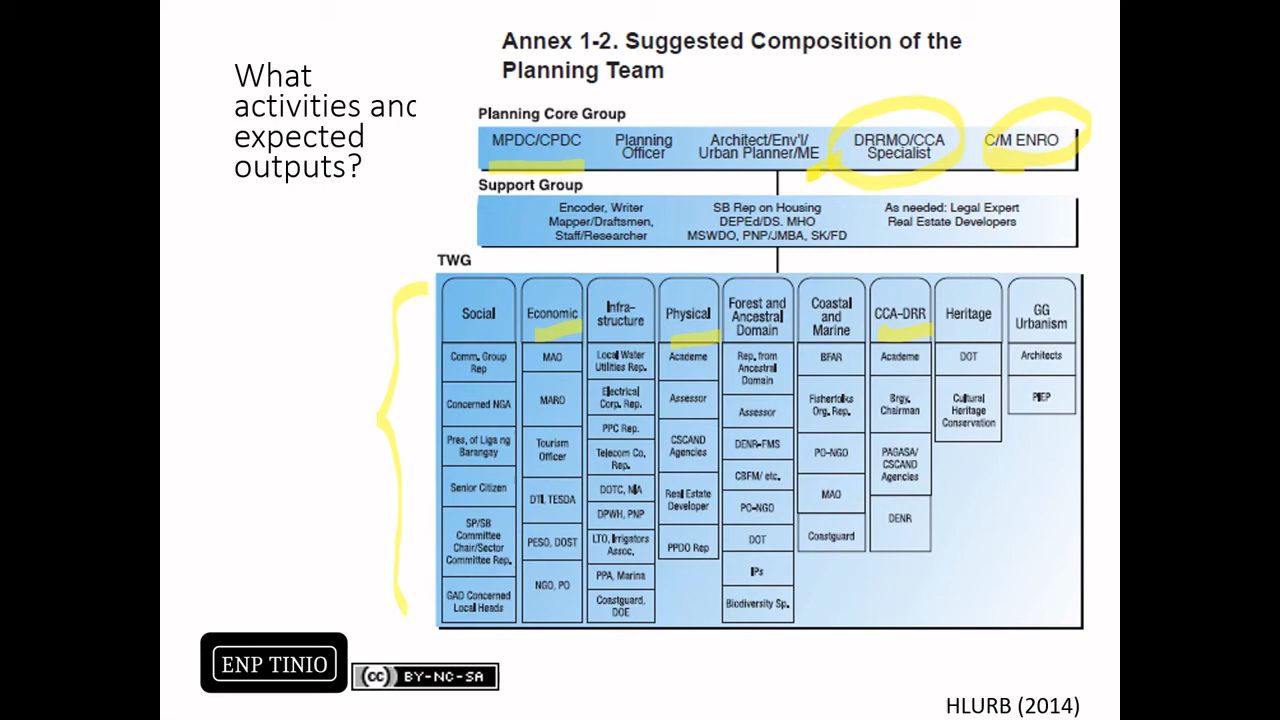 What
activities and
expected
outputs?
Annex 1-2. Suggested Composition of the
Planning Team
Planning Core Group
MPDC/CPDC
Planning
Officer
Architect/Env'l/
Urban Planner/ME
DRRMO/CCA
Specialist
C/M ENRO
Support Group
Encoder, Writer
Mapper/Draftsmen,
Staff/Researcher
SB Rep on Housing
DEPEd/DS. MHO
MSWDO, PNP/JMBA, SK/FD
As needed: Legal Expert
Real Estate Developers
TWG
Social
Comm. Group
Rep
Concerned NGA
Pres. of Liga ng
Barangay
Senior Citizen
SP/SB
Committee
Chair/Sector
Committee Rep.
GAD Concerned
Local Heads
Economic
MAO
MARO
Tourism
Officer
DTI, TESDA
PESO, DOST
NGO, PO
Infra-
structure
Local Water
Utilities Rep.
Electrical
Corp. Rep.
PPC Rep.
Telecom Co,
Rep.
DOTC, NIA
DPWH, PNP
LTO, Irrigators
Assoc.
PPA, Marina
Coastguard,
DOE
Physical
Academe
Assessor
CSCAND
Agencies
Real Estate
Developer
PPDO Rep
Forest and
Ancestral
Domain
Rep. from
Ancestral
Domain
Assessor
DENR-FMS
CBFM/ etc.
PO-NGO
DOT
IPs
Biodiversity Sp.
Coastal
and
Marine
BFAR
Fisherfolks
Org. Rep.
PO-NGO
MAO
Coastguard
CCA-DRR
Academe
Brgy.
Chairman
PAGASA/
CSCAND
Agencies
DENR
Heritage
DOT
Cultural
Heritage
Conservation
GG
Urbanism
Architects
PIEP
ENP TINIO
cc BY-NC-SA
HLURB (2014)